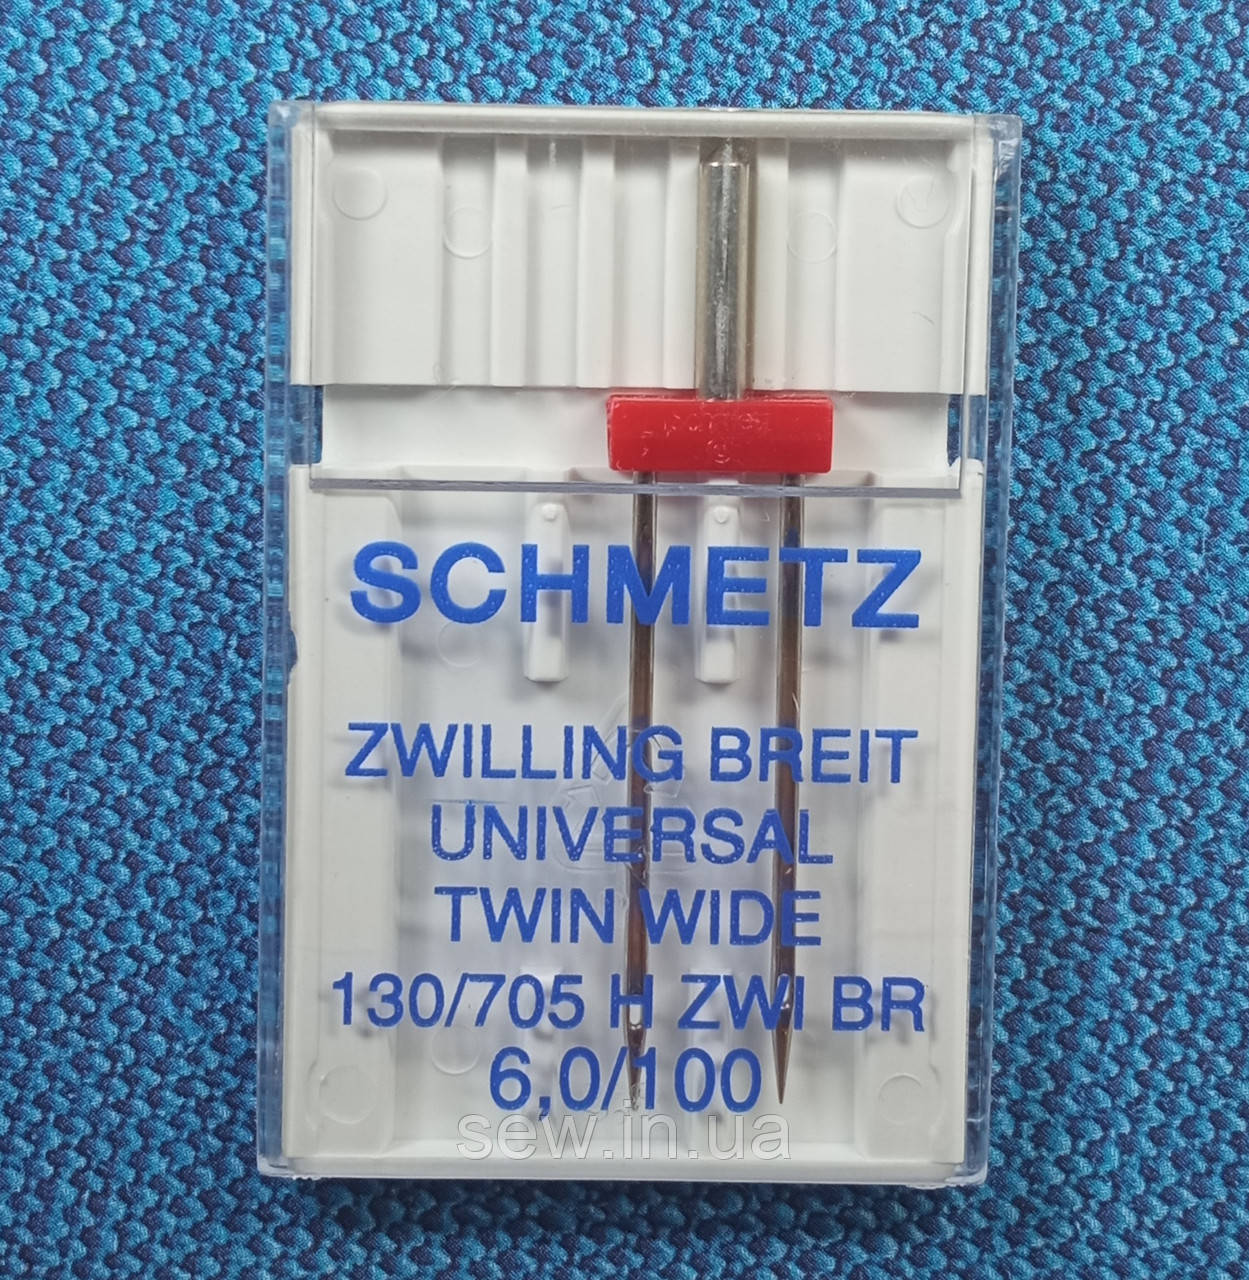 SCHMETZ
ZWILLING BREIT
UNIVERSAL
TWIN WIDE
130/705 H ZWI BR
6,0/100
sew.in.ua